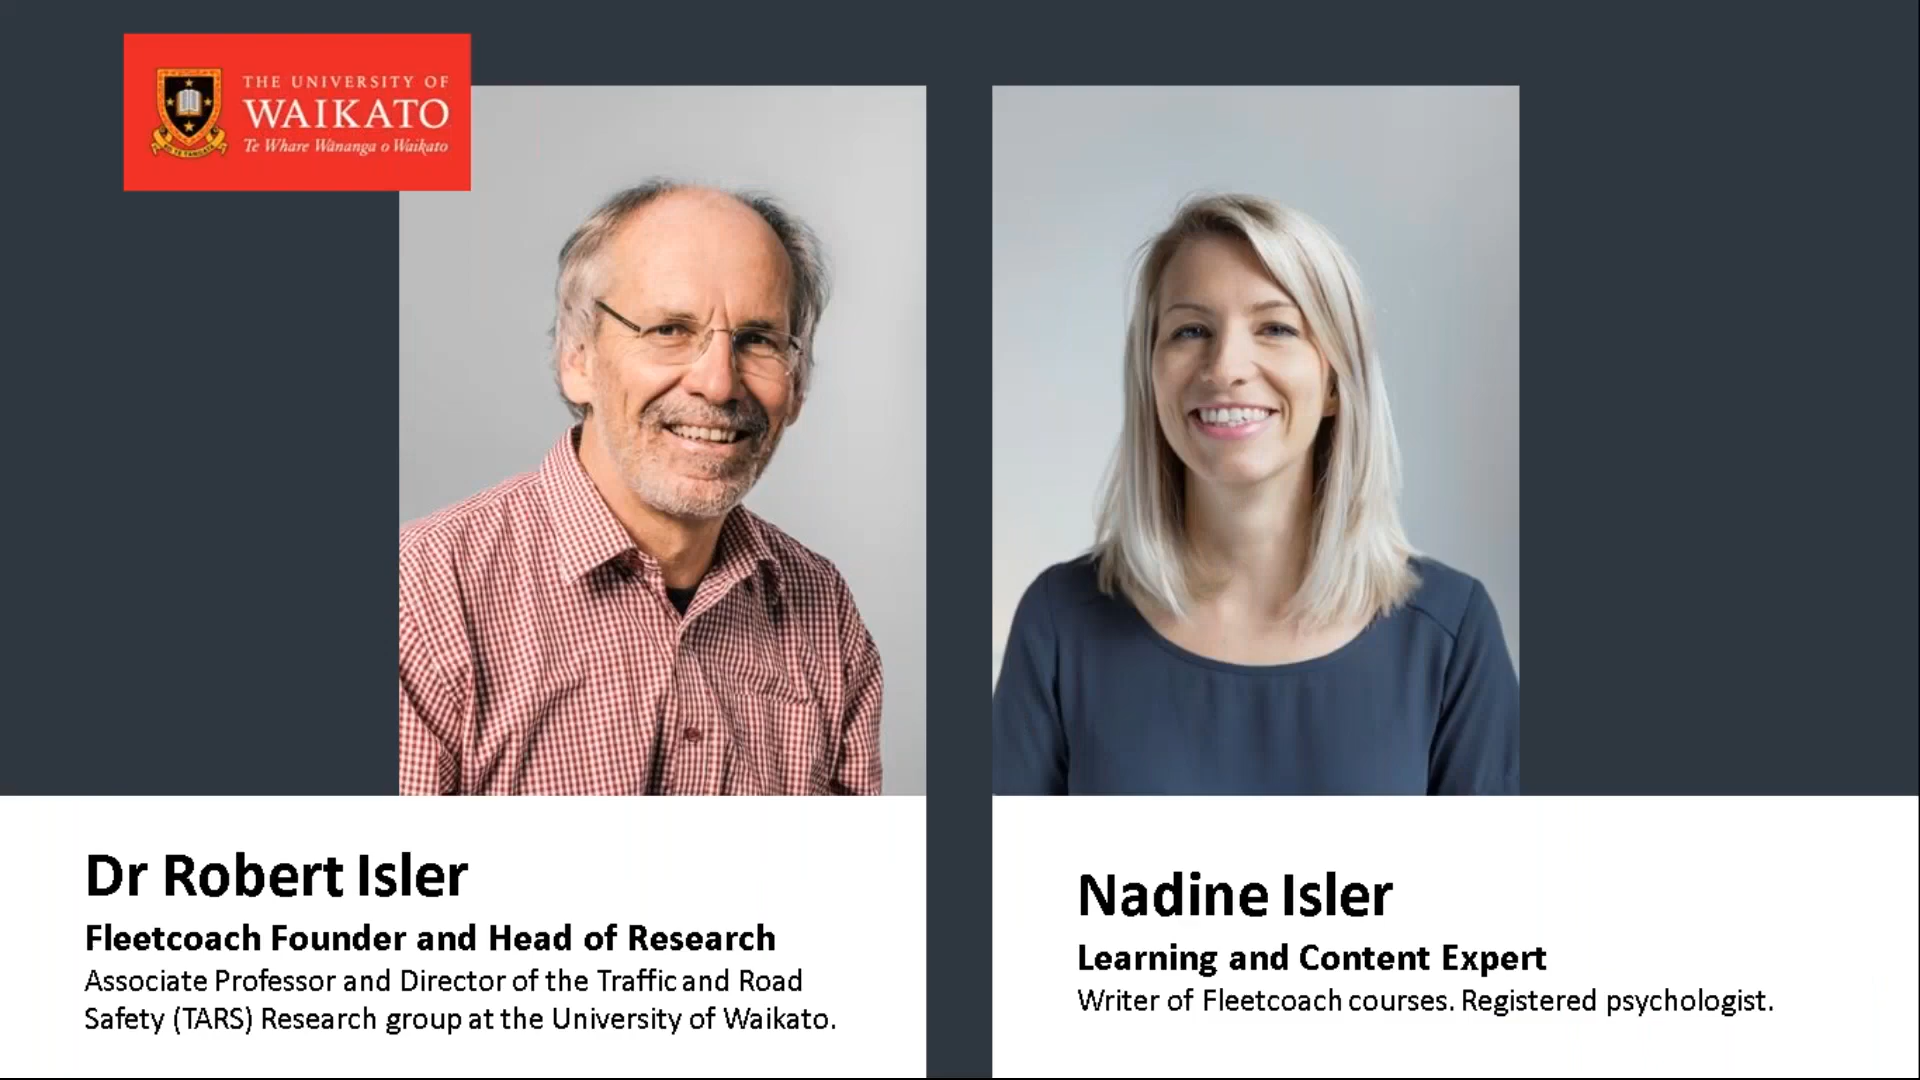 THE UNIVERSITY OF
WAIKATO
Te Whare Wānanga o Waikato
Dr Robert Isler
Fleetcoach Founder and Head of Research
Associate Professor and Director of the Traffic and Road
Safety (TARS) Research group at the University of Waikato.
Nadine Isler
Learning and Content Expert
Writer of Fleetcoach courses. Registered psychologist.